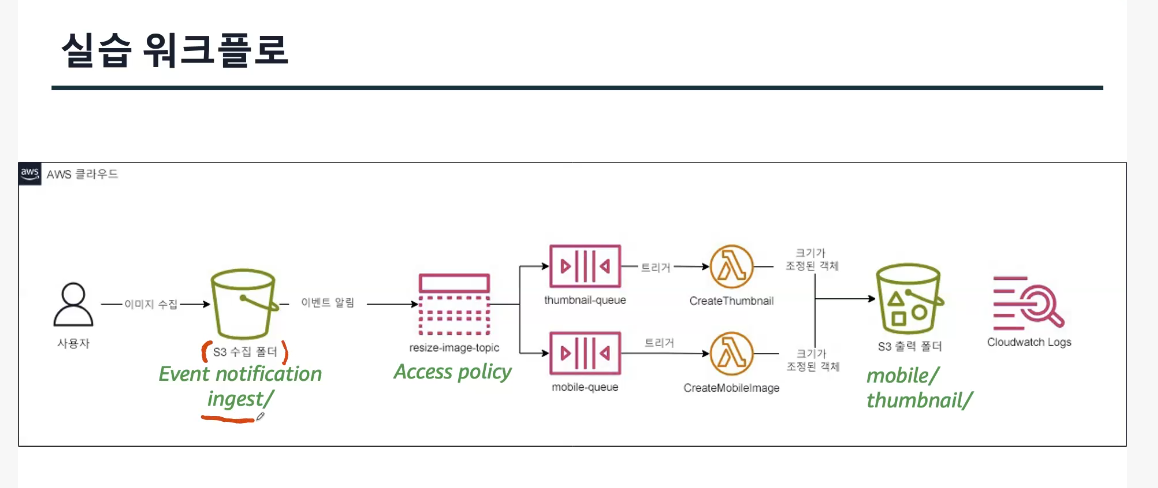 실습 워크플로
aws
AWS 클라우드
사용자
이미지 수집
S3 수집 폴더
Event notification
ingest/
이벤트 알림
resize-image-topic
Access policy
thumbnail-queue
트리거
CreateThumbnail
크기가
조정된 객체
mobile-queue
트리거
CreateMobileImage
크기가
조정된 객체
S3 출력 폴더
mobile/
thumbnail/
Cloudwatch Logs